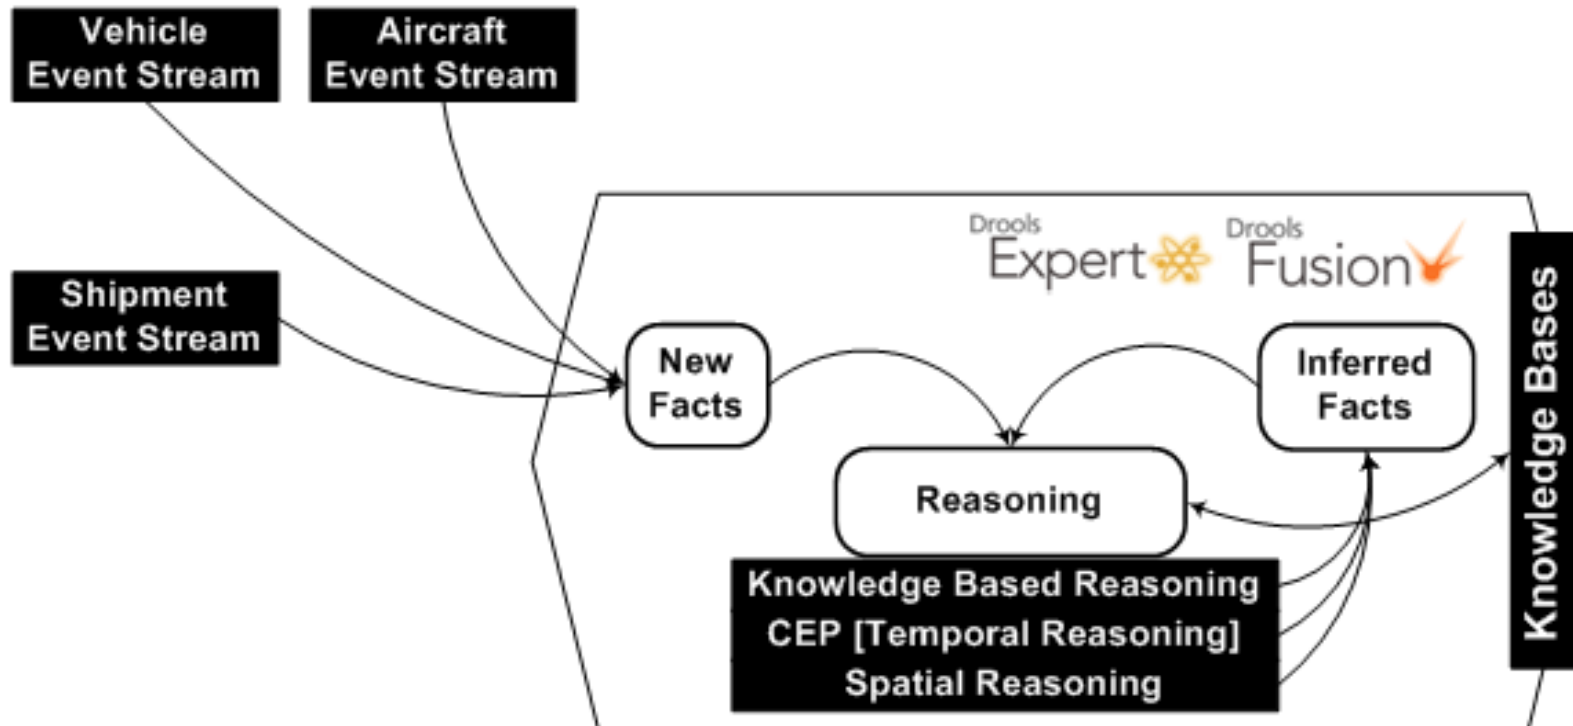 Vehicle
Event Stream
Aircraft
Event Stream
Shipment
Event Stream
Drools
Expert
Drools
Fusion
New
Facts
Inferred
Facts
Reasoning
Knowledge Based Reasoning
CEP [Temporal Reasoning]
Spatial Reasoning
Knowledge Bases